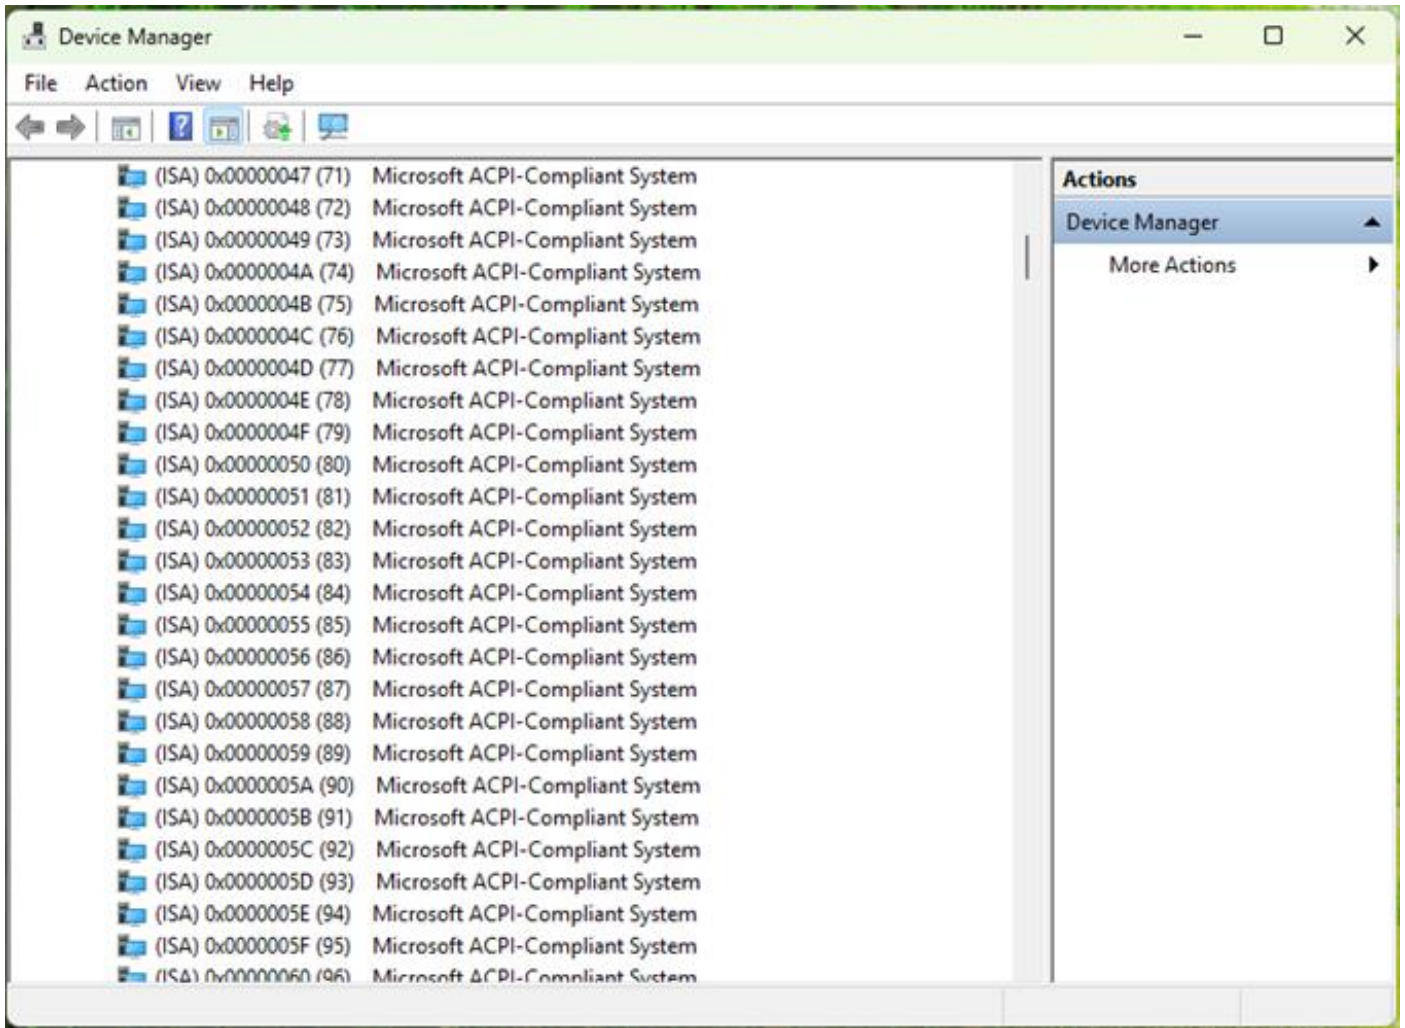 Device Manager
File Action View Help
(ISA) 0x00000047 (71) Microsoft ACPI-Compliant System
(ISA) 0x00000048 (72) Microsoft ACPI-Compliant System
(ISA) 0x00000049 (73) Microsoft ACPI-Compliant System
(ISA) 0x0000004A (74) Microsoft ACPI-Compliant System
(ISA) 0x0000004B (75) Microsoft ACPI-Compliant System
(ISA) 0x0000004C (76) Microsoft ACPI-Compliant System
(ISA) 0x0000004D (77) Microsoft ACPI-Compliant System
(ISA) 0x0000004E (78) Microsoft ACPI-Compliant System
(ISA) 0x0000004F (79) Microsoft ACPI-Compliant System
(ISA) 0x00000050 (80) Microsoft ACPI-Compliant System
(ISA) 0x00000051 (81) Microsoft ACPI-Compliant System
(ISA) 0x00000052 (82) Microsoft ACPI-Compliant System
(ISA) 0x00000053 (83) Microsoft ACPI-Compliant System
(ISA) 0x00000054 (84) Microsoft ACPI-Compliant System
(ISA) 0x00000055 (85) Microsoft ACPI-Compliant System
(ISA) 0x00000056 (86) Microsoft ACPI-Compliant System
(ISA) 0x00000057 (87) Microsoft ACPI-Compliant System
(ISA) 0x00000058 (88) Microsoft ACPI-Compliant System
(ISA) 0x00000059 (89) Microsoft ACPI-Compliant System
(ISA) 0x0000005A (90) Microsoft ACPI-Compliant System
(ISA) 0x0000005B (91) Microsoft ACPI-Compliant System
(ISA) 0x0000005C (92) Microsoft ACPI-Compliant System
(ISA) 0x0000005D (93) Microsoft ACPI-Compliant System
(ISA) 0x0000005E (94) Microsoft ACPI-Compliant System
(ISA) 0x0000005F (95) Microsoft ACPI-Compliant System
(ISA) 0x00000060 (96) Microsoft ACPI-Compliant System
Actions
Device Manager
More Actions